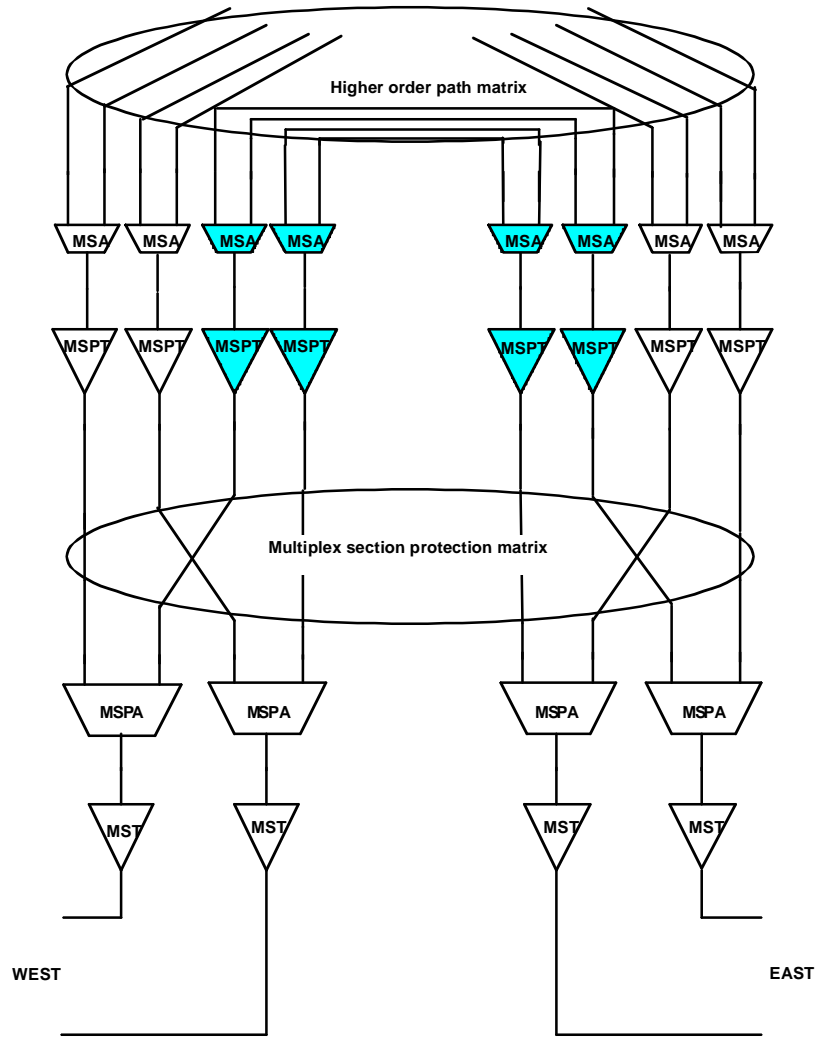 Higher order path matrix
MSA MSA MSA MSA MSA MSA MSA MSA
MSPT MSPT MSPT MSPT MSPT MSPT MSPT MSPT
Multiplex section protection matrix
MSPA MSPA MSPA MSPA
MST MST MST MST
WEST EAST